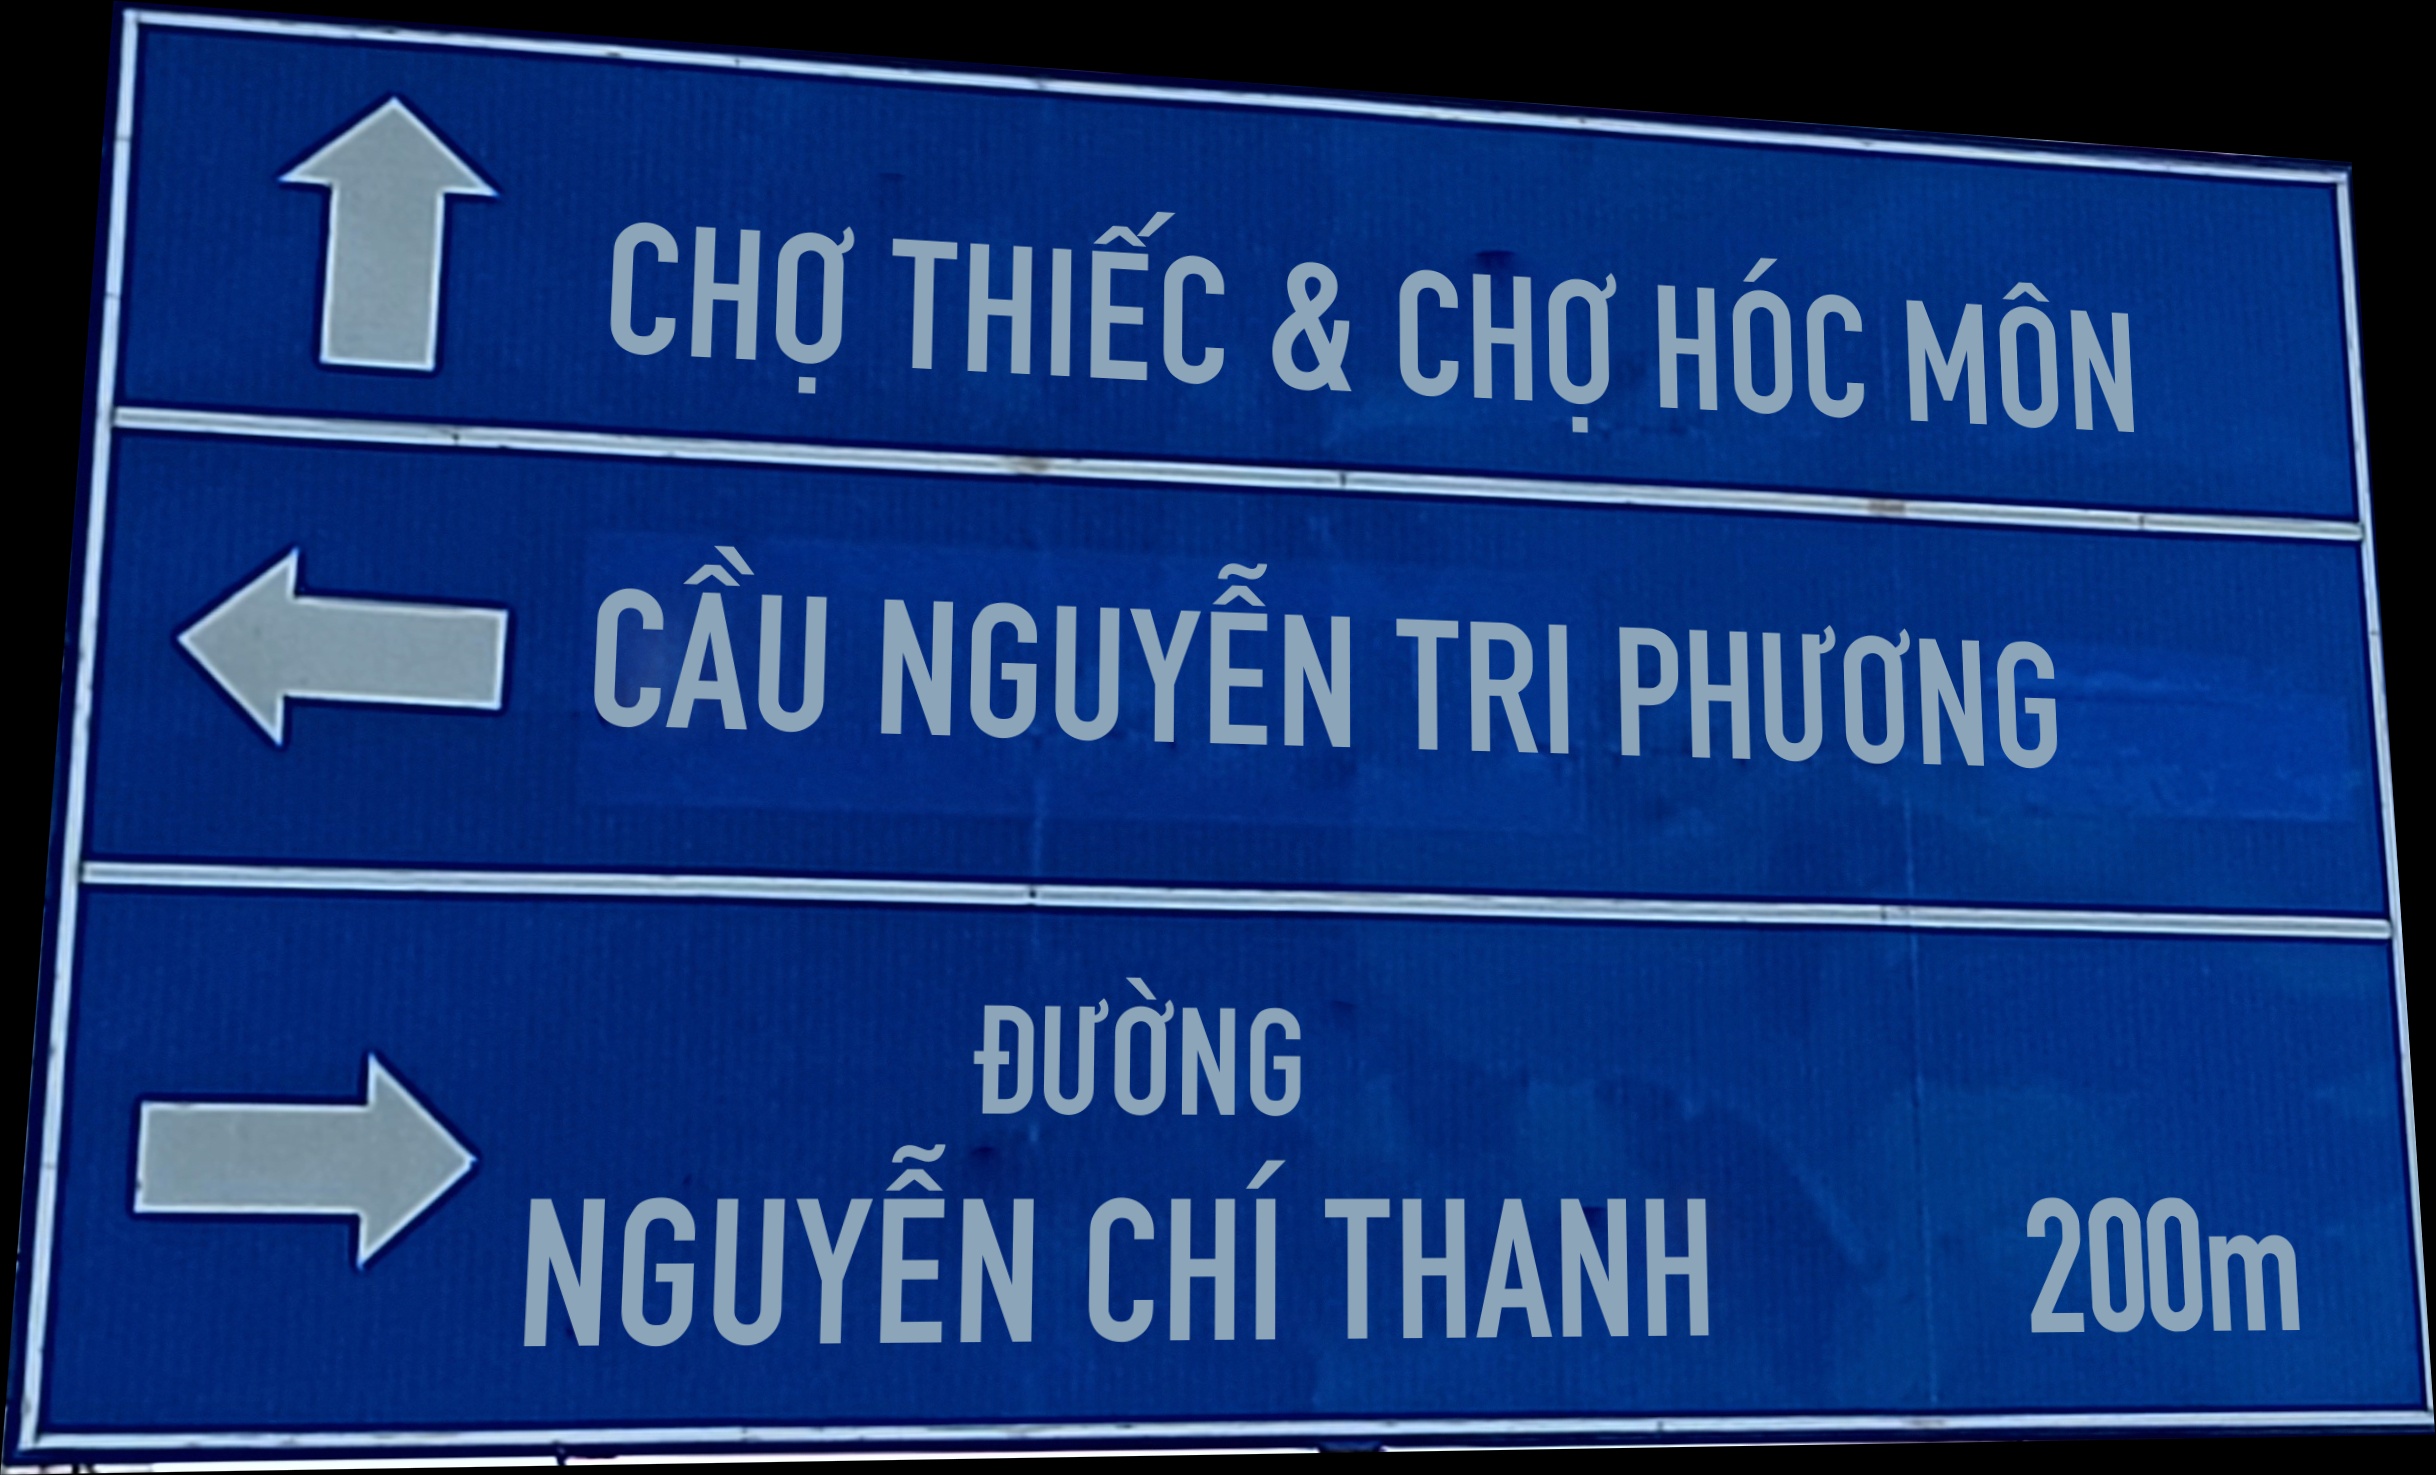 CHỢ THIẾC & CHỢ HÓC MÔN
CẦU NGUYỄN TRI PHƯƠNG
ĐƯỜNG
NGUYỄN CHÍ THANH 200m